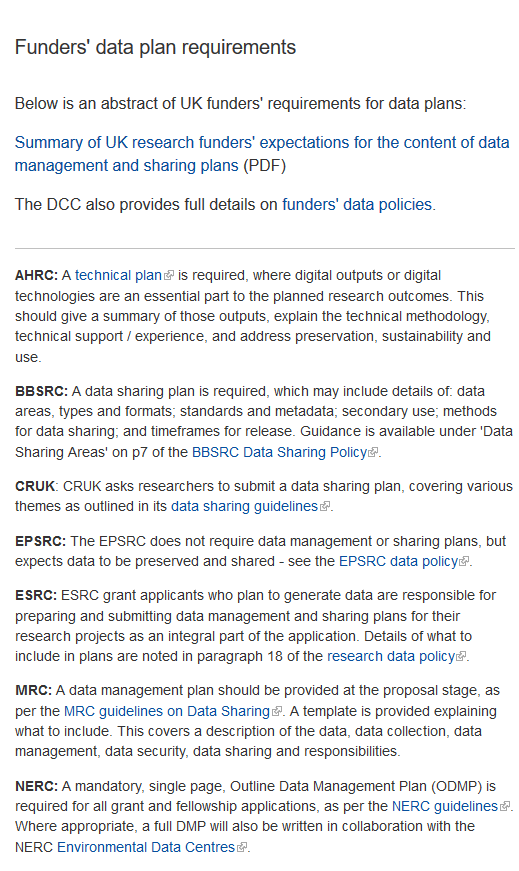 Funders' data plan requirements
Below is an abstract of UK funders' requirements for data plans:
Summary of UK research funders' expectations for the content of data
management and sharing plans (PDF)
The DCC also provides full details on funders' data policies.
AHRC: A technical plan is required, where digital outputs or digital
technologies are an essential part to the planned research outcomes. This
should give a summary of those outputs, explain the technical methodology,
technical support / experience, and address preservation, sustainability and
use.
BBSRC: A data sharing plan is required, which may include details of: data
areas, types and formats; standards and metadata; secondary use; methods
for data sharing; and timeframes for release. Guidance is available under 'Data
Sharing Areas' on p7 of the BBSRC Data Sharing Policy.
CRUK: CRUK asks researchers to submit a data sharing plan, covering various
themes as outlined in its data sharing guidelines.
EPSRC: The EPSRC does not require data management or sharing plans, but
expects data to be preserved and shared - see the EPSRC data policy.
ESRC: ESRC grant applicants who plan to generate data are responsible for
preparing and submitting data management and sharing plans for their
research projects as an integral part of the application. Details of what to
include in plans are noted in paragraph 18 of the research data policy.
MRC: A data management plan should be provided at the proposal stage, as
per the MRC guidelines on Data Sharing. A template is provided explaining
what to include. This covers a description of the data, data collection, data
management, data security, data sharing and responsibilities.
NERC: A mandatory, single page, Outline Data Management Plan (ODMP) is
required for all grant and fellowship applications, as per the NERC guidelines.
Where appropriate, a full DMP will also be written in collaboration with the
NERC Environmental Data Centres.